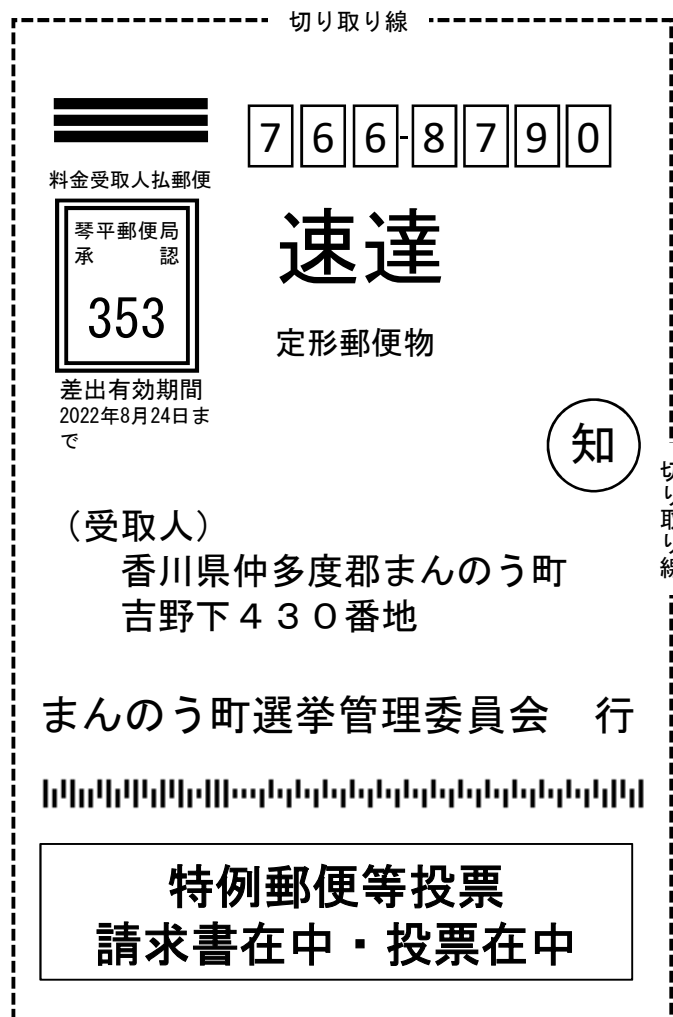 切り取り線
766-8790
料金受取人払郵便
琴平郵便局
承 認
353
速達
定形郵便物
差出有効期間
2022年8月24日ま
で
知
切り取り線
（受取人）
香川県仲多度郡まんのう町
吉野下４３０番地
まんのう町選挙管理委員会　行
特例郵便等投票
請求書在中・投票在中